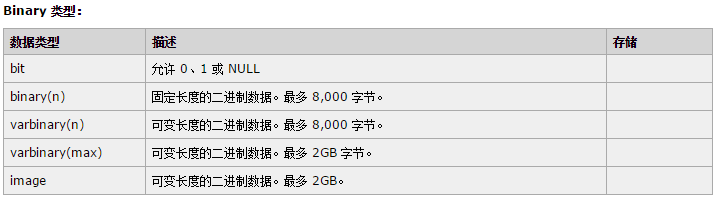 Binary 类型：
数据类型 描述 存储
bit 允许 0、1 或 NULL
binary(n) 固定长度的二进制数据。最多 8,000 字节。
varbinary(n) 可变长度的二进制数据。最多 8,000 字节。
varbinary(max) 可变长度的二进制数据。最多 2GB 字节。
image 可变长度的二进制数据。最多 2GB。